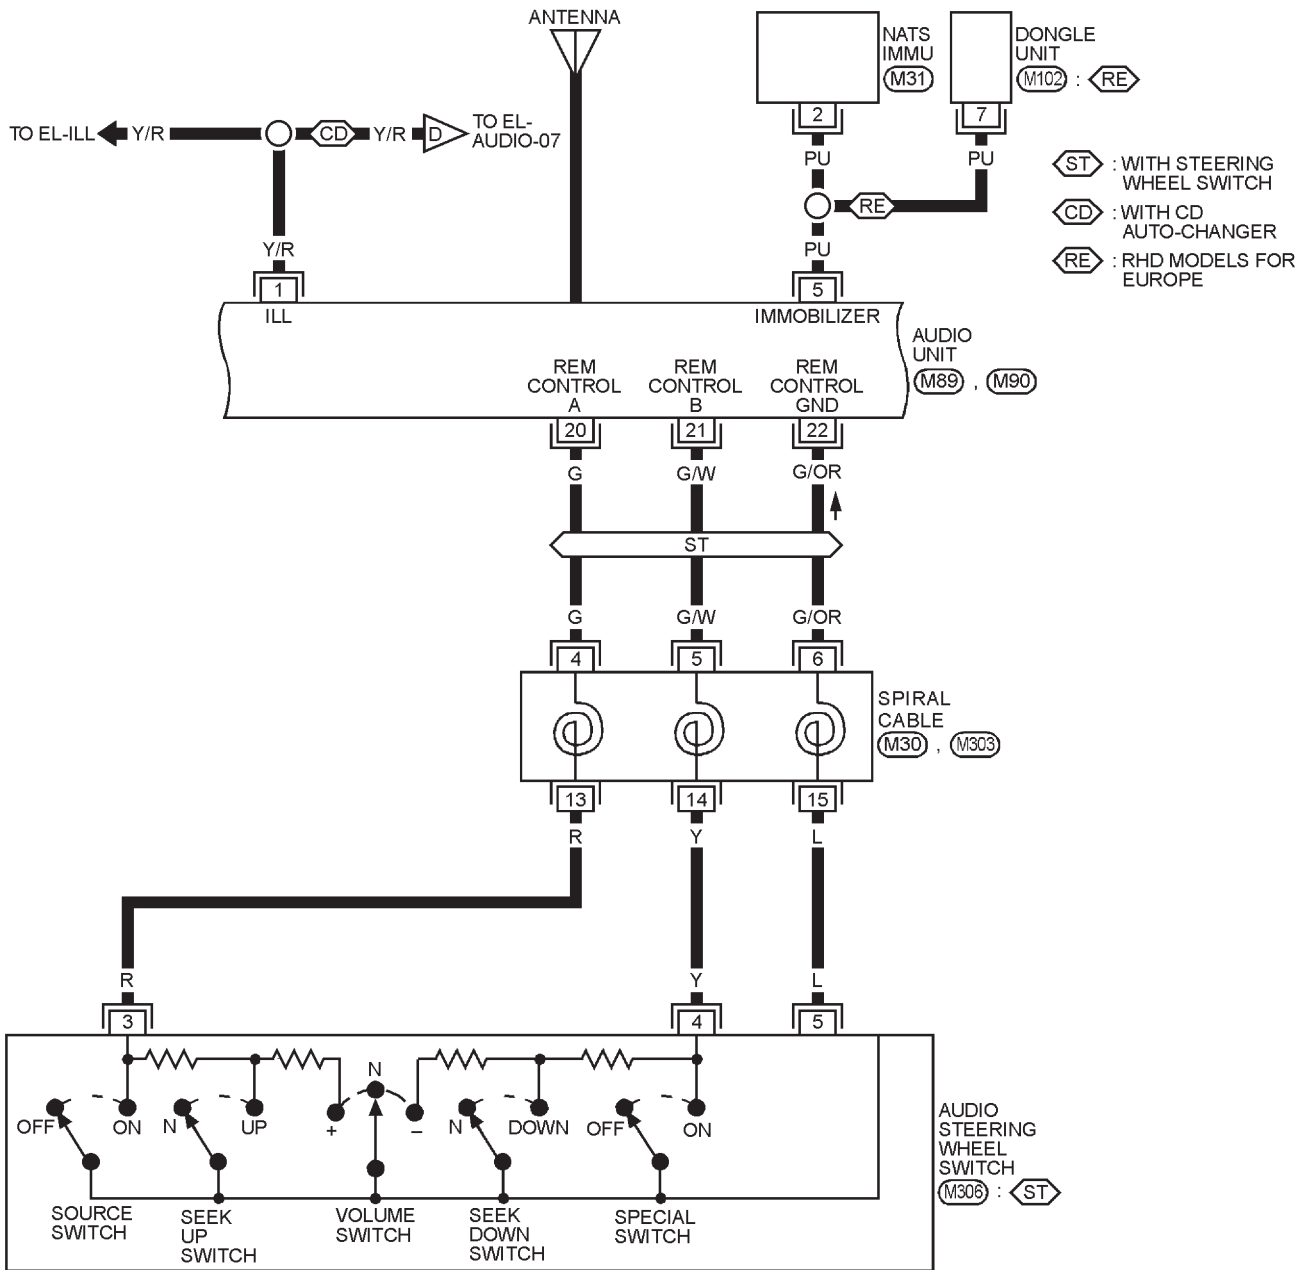 ANTENNA
NATS
IMMU
M31
DONGLE
UNIT
M102 : RE
TO EL-ILL Y/R CD Y/R D TO EL-
AUDIO-07
2
7
PU
PU
ST : WITH STEERING
WHEEL SWITCH
RE
CD : WITH CD
AUTO-CHANGER
Y/R
PU
RE : RHD MODELS FOR
EUROPE
1
5
ILL
IMMOBILIZER
AUDIO
UNIT
M89 , M90
REM
CONTROL
A
REM
CONTROL
B
REM
CONTROL
GND
20 21 22
G G/W G/OR
ST
G G/W G/OR
4 5 6
SPIRAL
CABLE
M30 , M303
13 14 15
R Y L
R Y L
3 4 5
OFF ON N UP + N – N DOWN OFF ON
AUDIO
STEERING
WHEEL
SWITCH
M306 : ST
SOURCE
SWITCH
SEEK
UP
SWITCH
VOLUME
SWITCH
SEEK
DOWN
SWITCH
SPECIAL
SWITCH